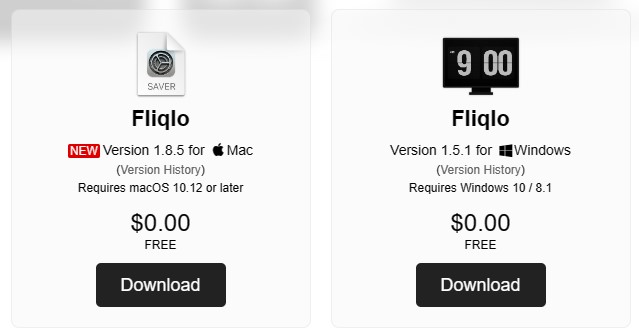 SAVER
Fliqlo
NEW Version 1.8.5 for Mac
(Version History)
Requires macOS 10.12 or later
$0.00
FREE
Download
9 00
Fliqlo
Version 1.5.1 for Windows
(Version History)
Requires Windows 10 / 8.1
$0.00
FREE
Download